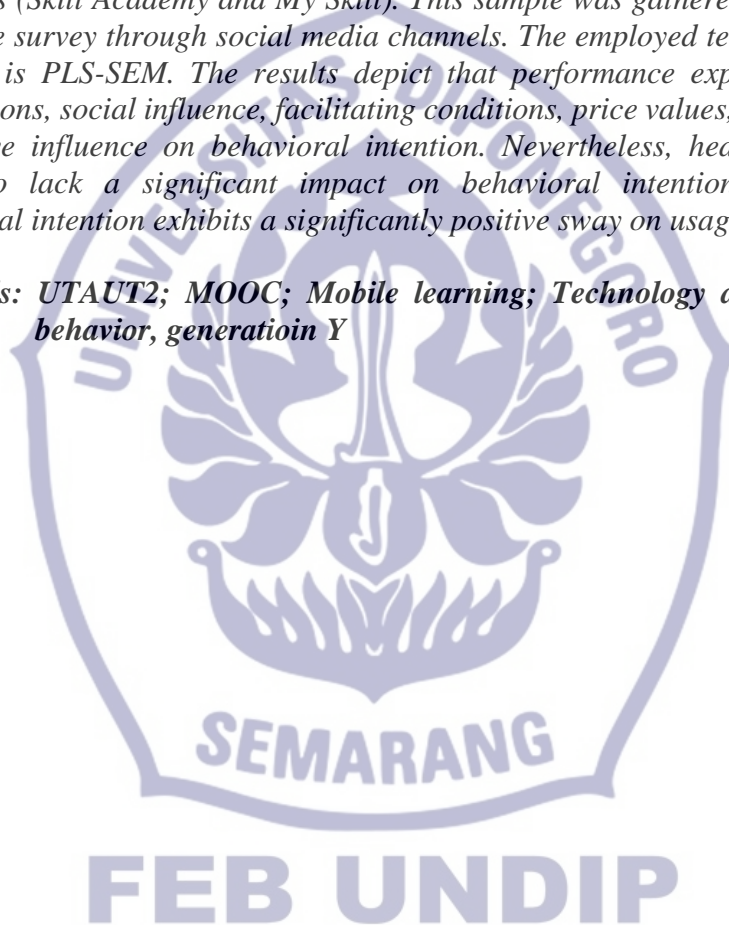 s (Skill Academy and My Skill). This sample was gathere
e survey through social media channels. The employed te
is PLS-SEM. The results depict that performance exp
ons, social influence, facilitating conditions, price values,
e influence on behavioral intention. Nevertheless, hea
o lack a significant impact on behavioral intention
al intention exhibits a significantly positive sway on usag
s: UTAUT2; MOOC; Mobile learning; Technology a
behavior, generatioin Y
UNIVERSITAS DIPONEGORO
SEMARANG
FEB UNDIP